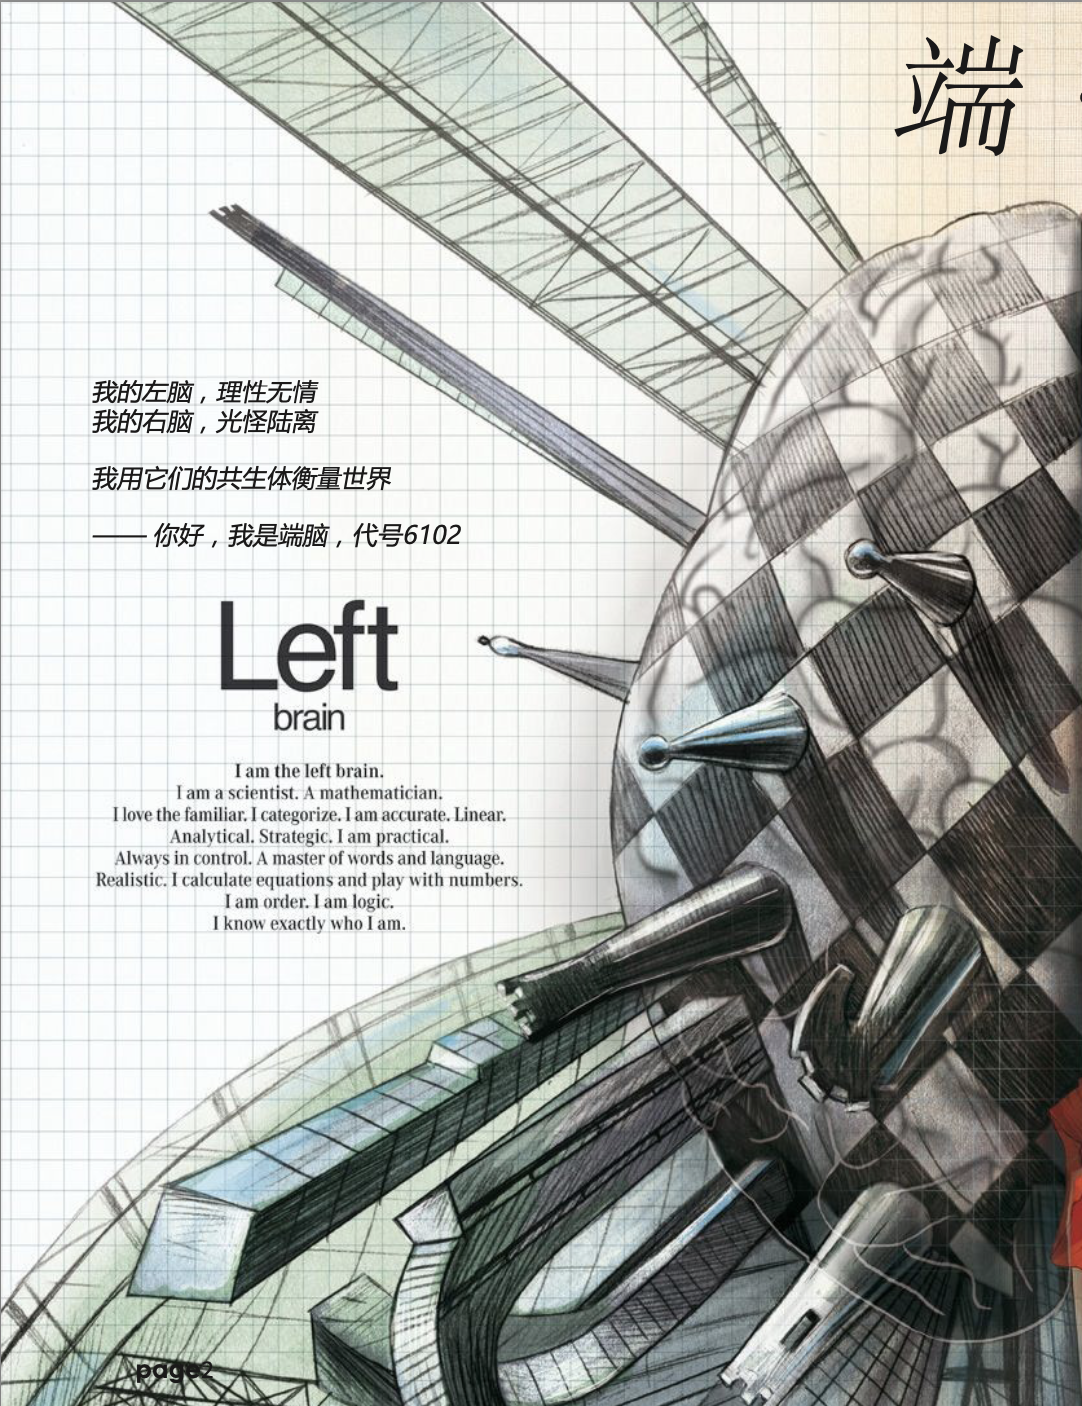 端
我的左脑，理性无情
我的右脑，光怪陆离
我用它们的共生体衡量世界
—— 你好，我是端脑，代号6102
Left
brain
I am the left brain.
I am a scientist. A mathematician.
I love the familiar. I categorize. I am accurate. Linear.
Analytical. Strategic. I am practical.
Always in control. A master of words and language.
Realistic. I calculate equations and play with numbers.
I am order. I am logic.
I know exactly who I am.
page2